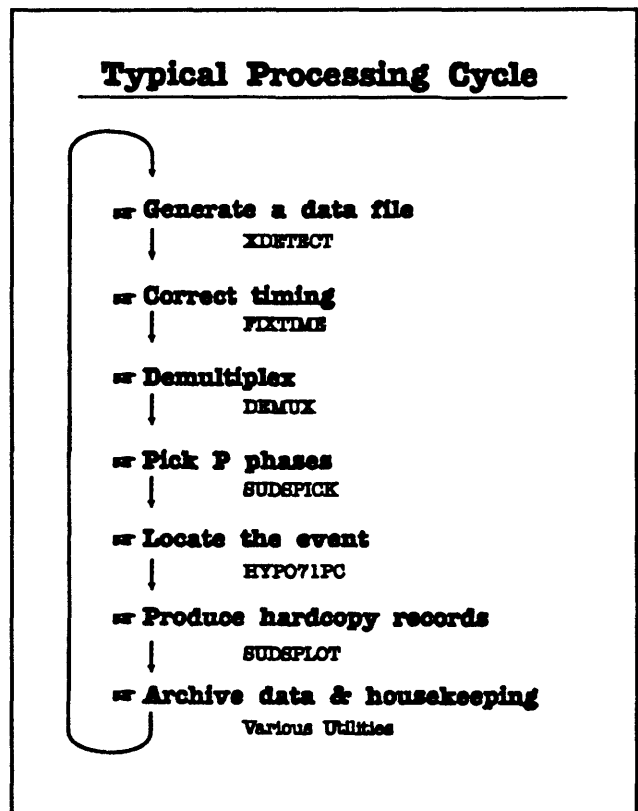 Typical Processing Cycle
☞ Generate a data file
XDETECT
☞ Correct timing
FIXTIME
☞ Demultiplex
DEMUX
☞ Pick P phases
SUDSPICK
☞ Locate the event
HYPO71PC
☞ Produce hardcopy records
SUDSPLOT
☞ Archive data & housekeeping
Various Utilities